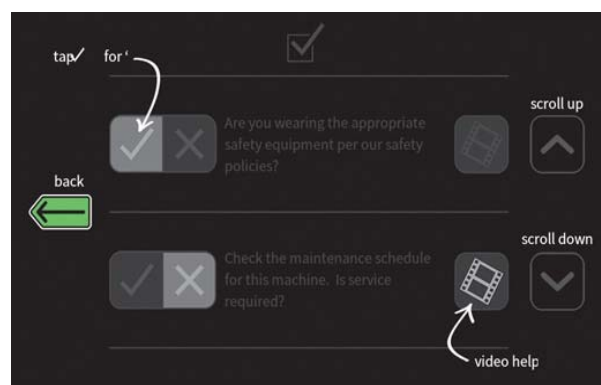 tap✓ for ‘
scroll up
Are you wearing the appropriate
safety equipment per our safety
policies?
back
scroll down
Check the maintenance schedule
for this machine.  Is service
required?
video help